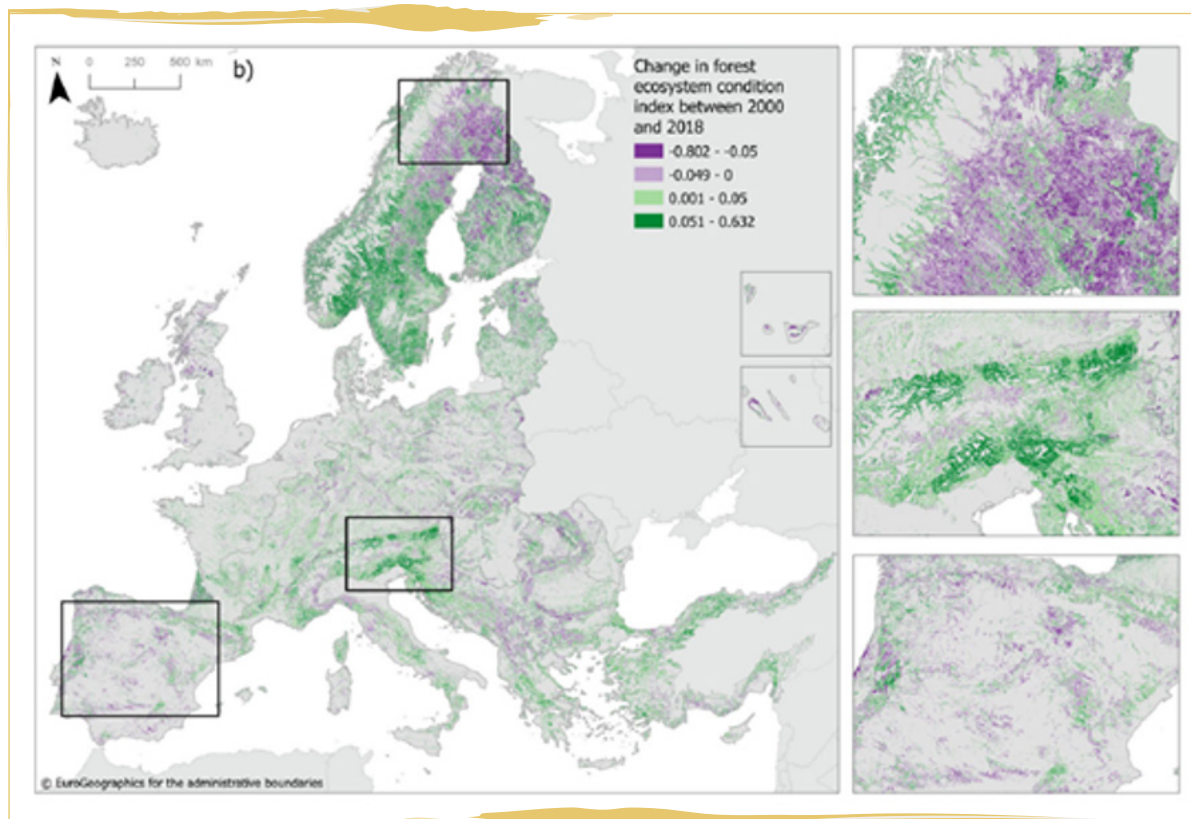 N
0 250 500 km
b)
Change in forest
ecosystem condition
index between 2000
and 2018
-0.802 - -0.05
-0.049 - 0
0.001 - 0.05
0.051 - 0.632
© EuroGeographics for the administrative boundaries